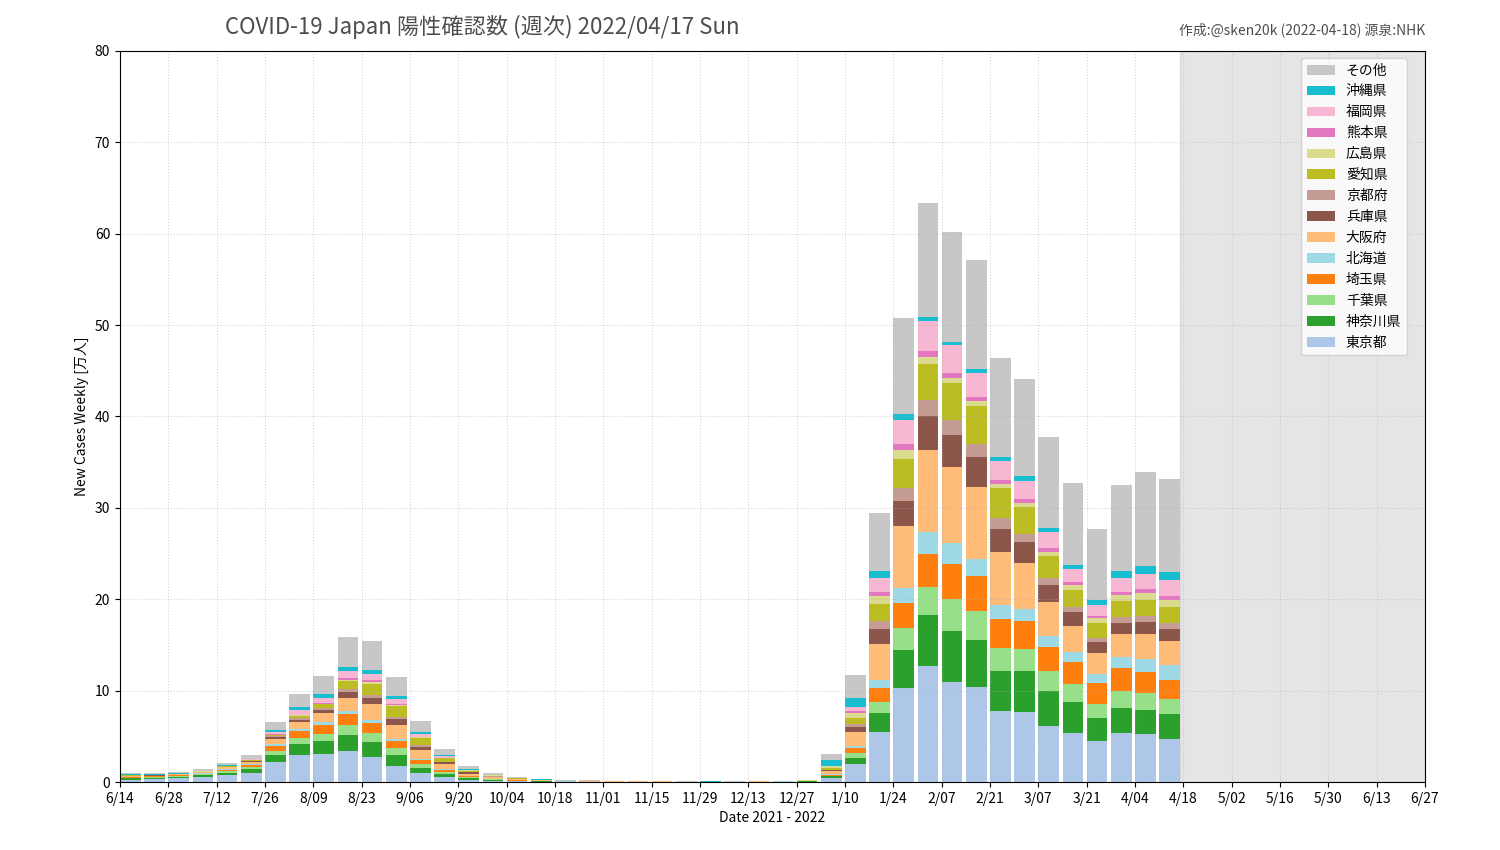 COVID-19 Japan 陽性確認数 (週次) 2022/04/17 Sun
作成:@sken20k (2022-04-18) 源泉:NHK
80
70
60
50
40
30
20
10
0
New Cases Weekly [万人]
その他
沖縄県
福岡県
熊本県
広島県
愛知県
京都府
兵庫県
大阪府
北海道
埼玉県
千葉県
神奈川県
東京都
6/14 6/28 7/12 7/26 8/09 8/23 9/06 9/20 10/04 10/18 11/01 11/15 11/29 12/13 12/27 1/10 1/24 2/07 2/21 3/07 3/21 4/04 4/18 5/02 5/16 5/30 6/13 6/27
Date 2021 - 2022